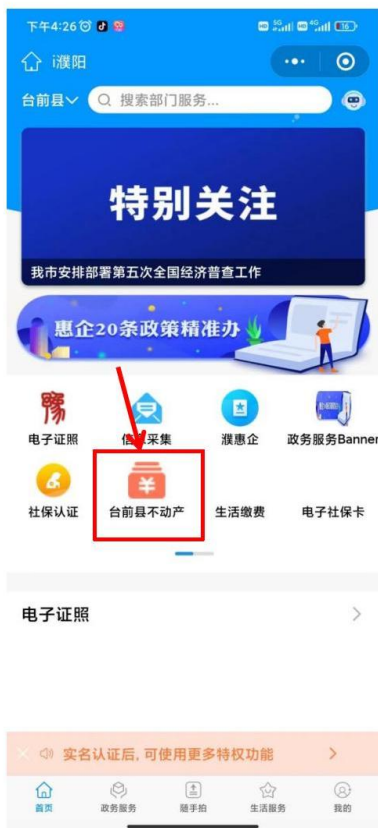 下午4:26
5G
4G
16
i濮阳
台前县
搜索部门服务...
特别关注
我市安排部署第五次全国经济普查工作
惠企20条政策精准办
豫
电子证照
信息采集
濮惠企
政务服务Banner
社保认证
台前县不动产
生活缴费
电子社保卡
电子证照
实名认证后, 可使用更多特权功能
首页
政务服务
随手拍
生活服务
我的